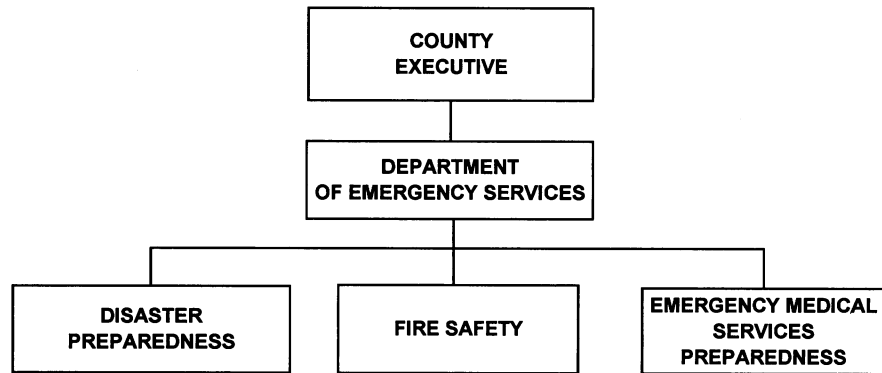 COUNTY
EXECUTIVE
DEPARTMENT
OF EMERGENCY SERVICES
DISASTER
PREPAREDNESS
FIRE SAFETY
EMERGENCY MEDICAL
SERVICES
PREPAREDNESS